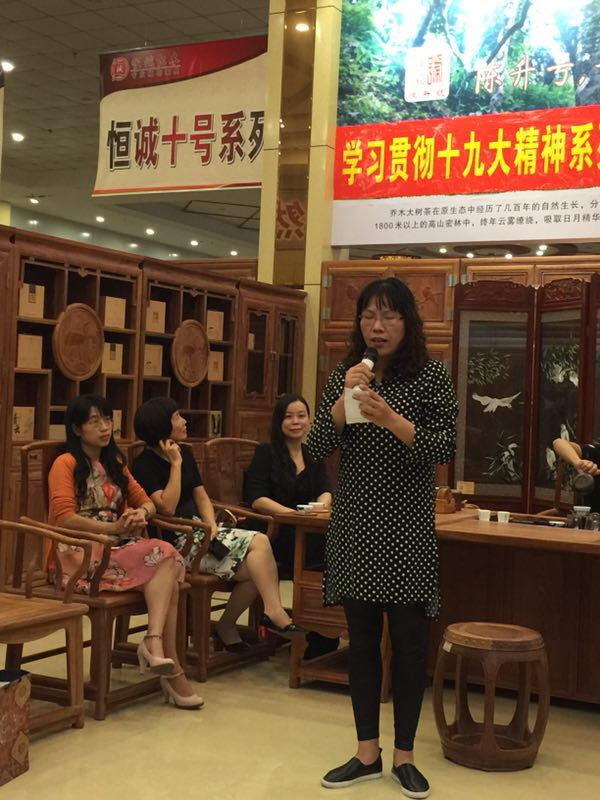 恒诚十号系列
陈升号
学习贯彻十九大精神系
乔木大树茶在原生态中经历了几百年的自然生长，分
1800米以上的高山密林中，终年云雾缭绕，吸取日月精华
然